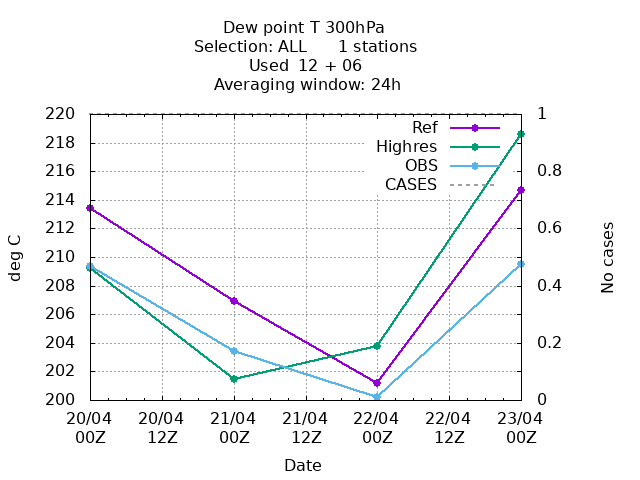 Dew point T 300hPa
Selection: ALL      1 stations
Used  12 + 06
Averaging window: 24h
220
218
216
214
212
210
208
206
204
202
200
deg C
1
0.8
0.6
0.4
0.2
0
No cases
Ref
Highres
OBS
CASES
20/04 20/04 21/04 21/04 22/04 22/04 23/04
00Z 12Z 00Z 12Z 00Z 12Z 00Z
Date